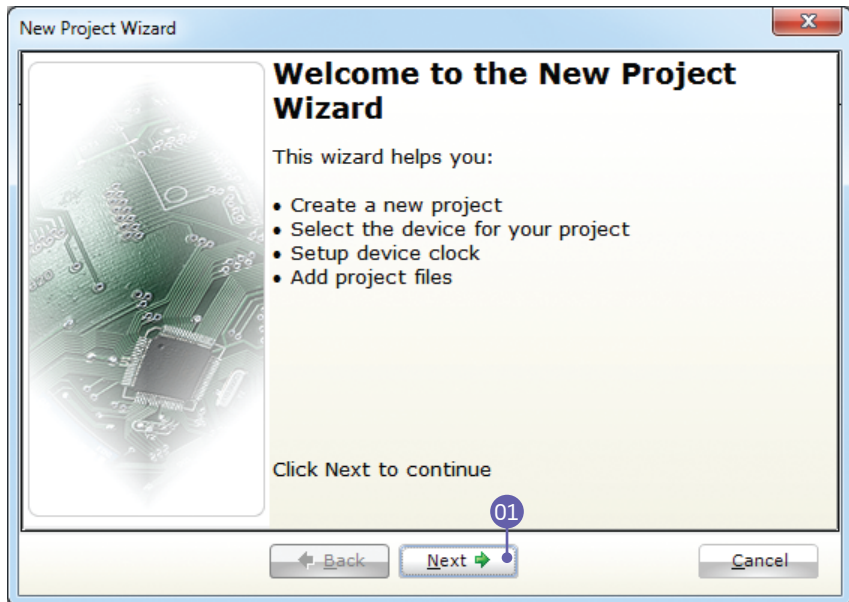 New Project Wizard
Welcome to the New Project
Wizard
This wizard helps you:
• Create a new project
• Select the device for your project
• Setup device clock
• Add project files
Click Next to continue
01
Back
Next
Cancel